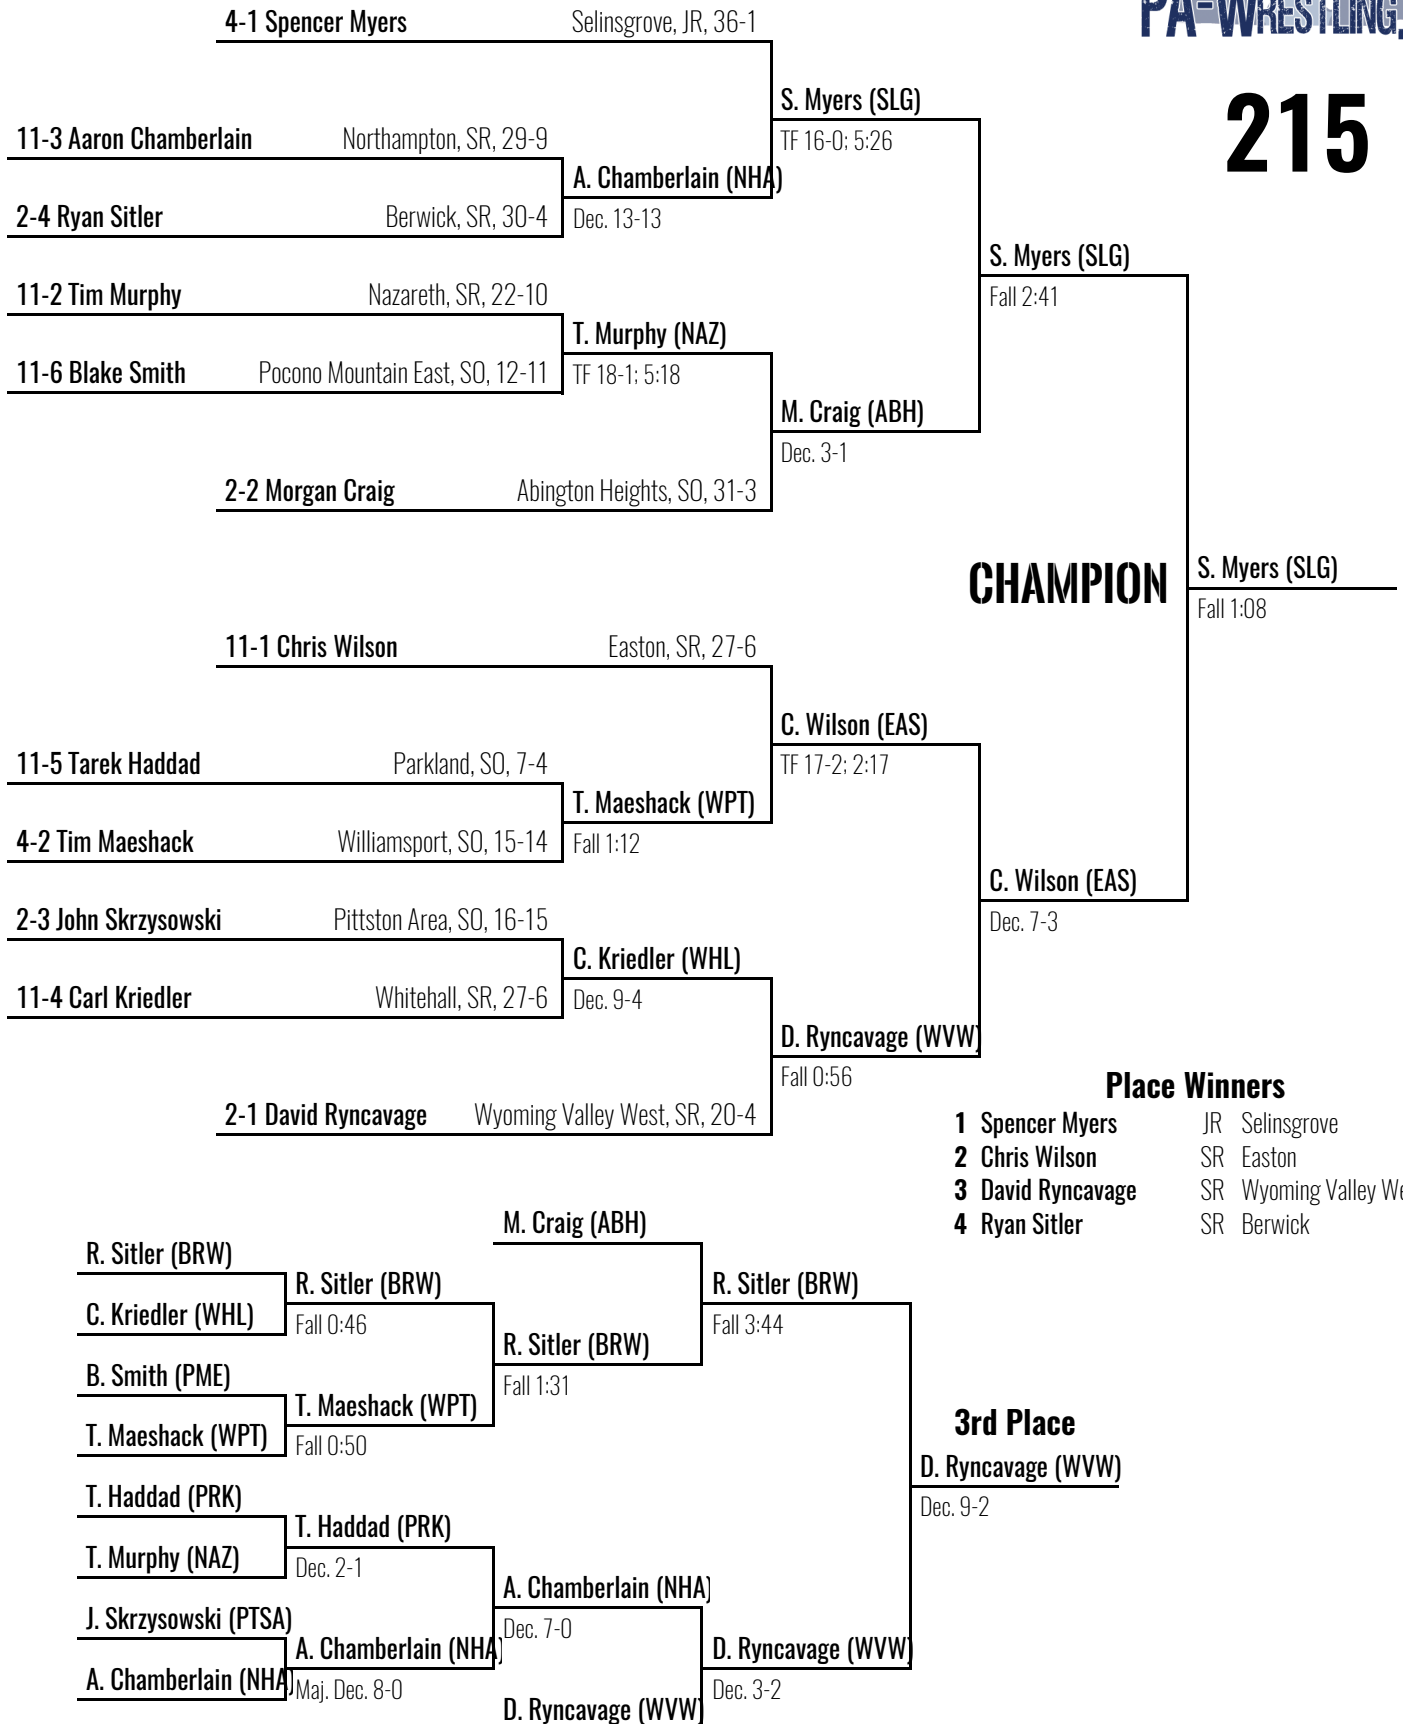 PA-WRESTLING.
215
4-1 Spencer Myers Selinsgrove, JR, 36-1
S. Myers (SLG)
TF 16-0; 5:26
11-3 Aaron Chamberlain Northampton, SR, 29-9
A. Chamberlain (NHA)
Dec. 13-13
2-4 Ryan Sitler Berwick, SR, 30-4
S. Myers (SLG)
Fall 2:41
11-2 Tim Murphy Nazareth, SR, 22-10
T. Murphy (NAZ)
TF 18-1; 5:18
11-6 Blake Smith Pocono Mountain East, SO, 12-11
M. Craig (ABH)
Dec. 3-1
2-2 Morgan Craig Abington Heights, SO, 31-3
CHAMPION
S. Myers (SLG)
Fall 1:08
11-1 Chris Wilson Easton, SR, 27-6
C. Wilson (EAS)
TF 17-2; 2:17
11-5 Tarek Haddad Parkland, SO, 7-4
T. Maeshack (WPT)
Fall 1:12
4-2 Tim Maeshack Williamsport, SO, 15-14
C. Wilson (EAS)
Dec. 7-3
2-3 John Skrzysowski Pittston Area, SO, 16-15
C. Kriedler (WHL)
Dec. 9-4
11-4 Carl Kriedler Whitehall, SR, 27-6
D. Ryncavage (WVW)
Fall 0:56
2-1 David Ryncavage Wyoming Valley West, SR, 20-4
Place Winners
1 Spencer Myers JR Selinsgrove
2 Chris Wilson SR Easton
3 David Ryncavage SR Wyoming Valley We
4 Ryan Sitler SR Berwick
M. Craig (ABH)
R. Sitler (BRW)
R. Sitler (BRW)
Fall 0:46
C. Kriedler (WHL)
R. Sitler (BRW)
Fall 3:44
R. Sitler (BRW)
Fall 1:31
B. Smith (PME)
T. Maeshack (WPT)
Fall 0:50
T. Maeshack (WPT)
3rd Place
D. Ryncavage (WVW)
Dec. 9-2
T. Haddad (PRK)
T. Haddad (PRK)
Dec. 2-1
T. Murphy (NAZ)
A. Chamberlain (NHA)
Dec. 7-0
J. Skrzysowski (PTSA)
A. Chamberlain (NHA)
Maj. Dec. 8-0
A. Chamberlain (NHA)
D. Ryncavage (WVW)
Dec. 3-2
D. Ryncavage (WVW)